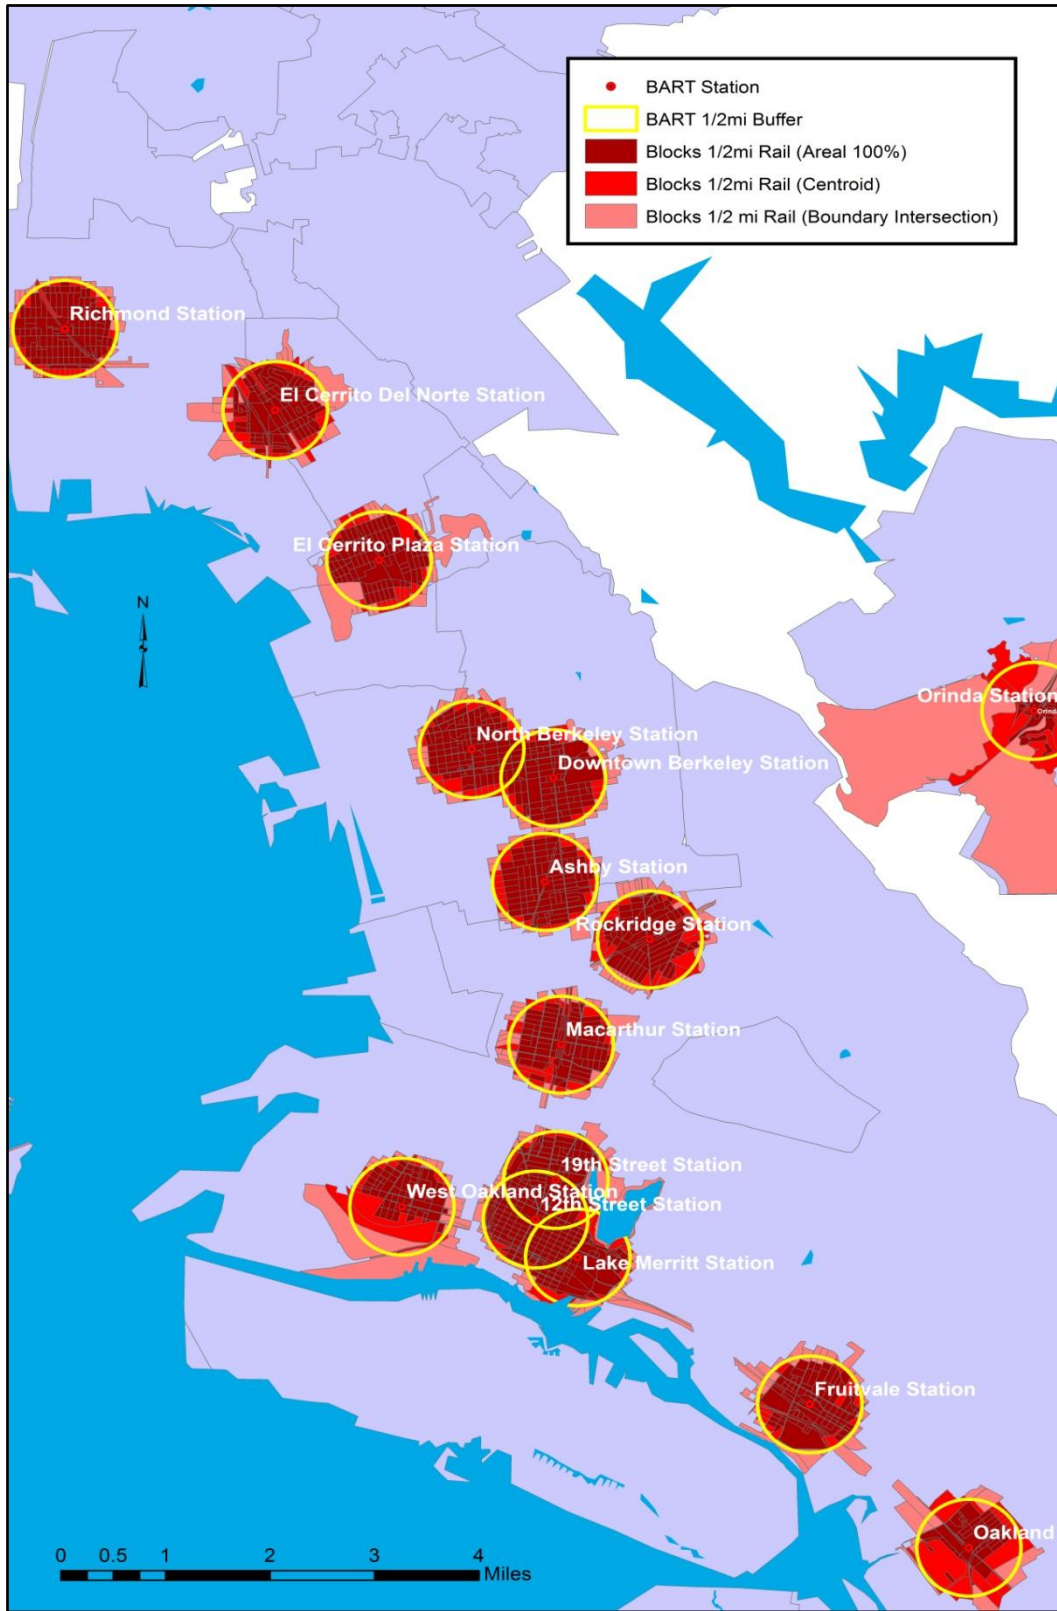 BART Station
BART 1/2mi Buffer
Blocks 1/2mi Rail (Areal 100%)
Blocks 1/2mi Rail (Centroid)
Blocks 1/2 mi Rail (Boundary Intersection)
Richmond Station
El Cerrito Del Norte Station
El Cerrito Plaza Station
N
Orinda Station
Orinda
North Berkeley Station
Downtown Berkeley Station
Ashby Station
Rockridge Station
Macarthur Station
19th Street Station
West Oakland Station
12th Street Station
Lake Merritt Station
Fruitvale Station
Oakland
0 0.5 1 2 3 4
Miles